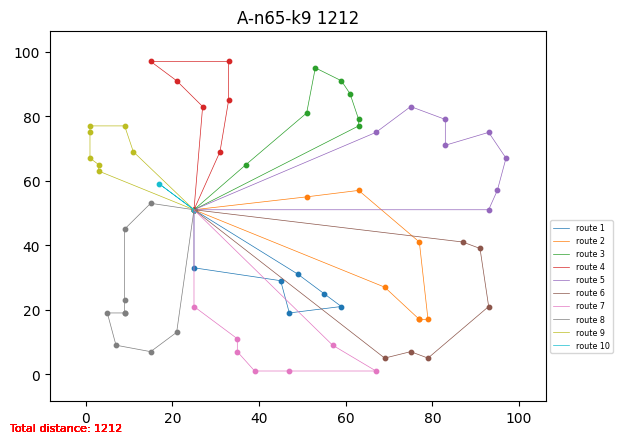 A-n65-k9 1212
100
80
60
40
20
0
0 20 40 60 80 100
route 1
route 2
route 3
route 4
route 5
route 6
route 7
route 8
route 9
route 10
Total distance: 1212